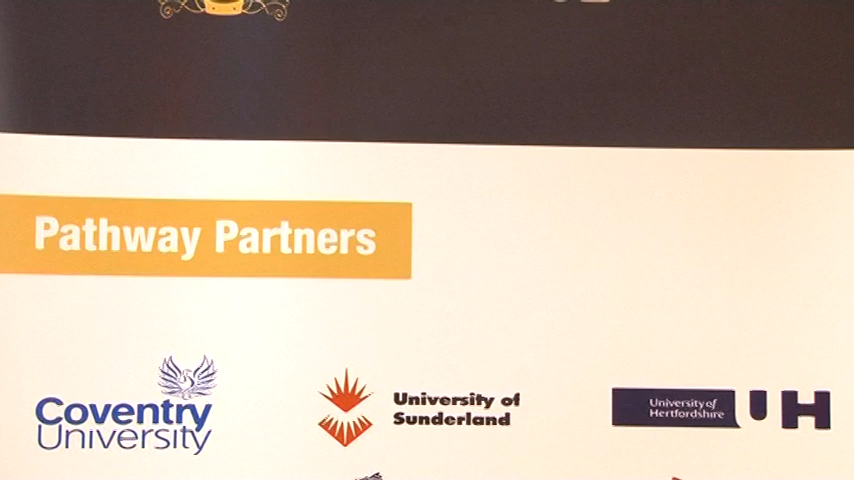 Pathway Partners
Coventry
University
University of
Sunderland
University of
Hertfordshire
UH